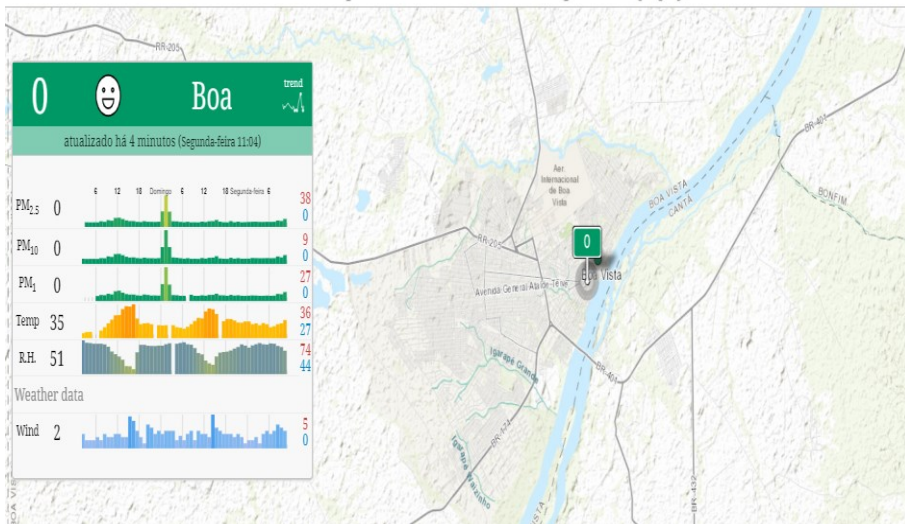 0 Boa trend
atualizado há 4 minutos (Segunda-feira 11:04)
6 12 18 Domingo 6 12 18 Segunda-feira 6
PM2.5 0 38 0
PM10 0 9 0
PM1 0 27 0
Temp 35 36 27
R.H. 51 74 44
Weather data
Wind 2 5 0
RR-205
BR-401
BONFIM
Aer
Internacional
de Boa
Vista
BOA VISTA
CANTÁ
RR-205
0
Boa Vista
Avenida General Ataíde Teive
Igarapé Grande
BR-401
BR-174
Igarapé Waizinho
BR-432